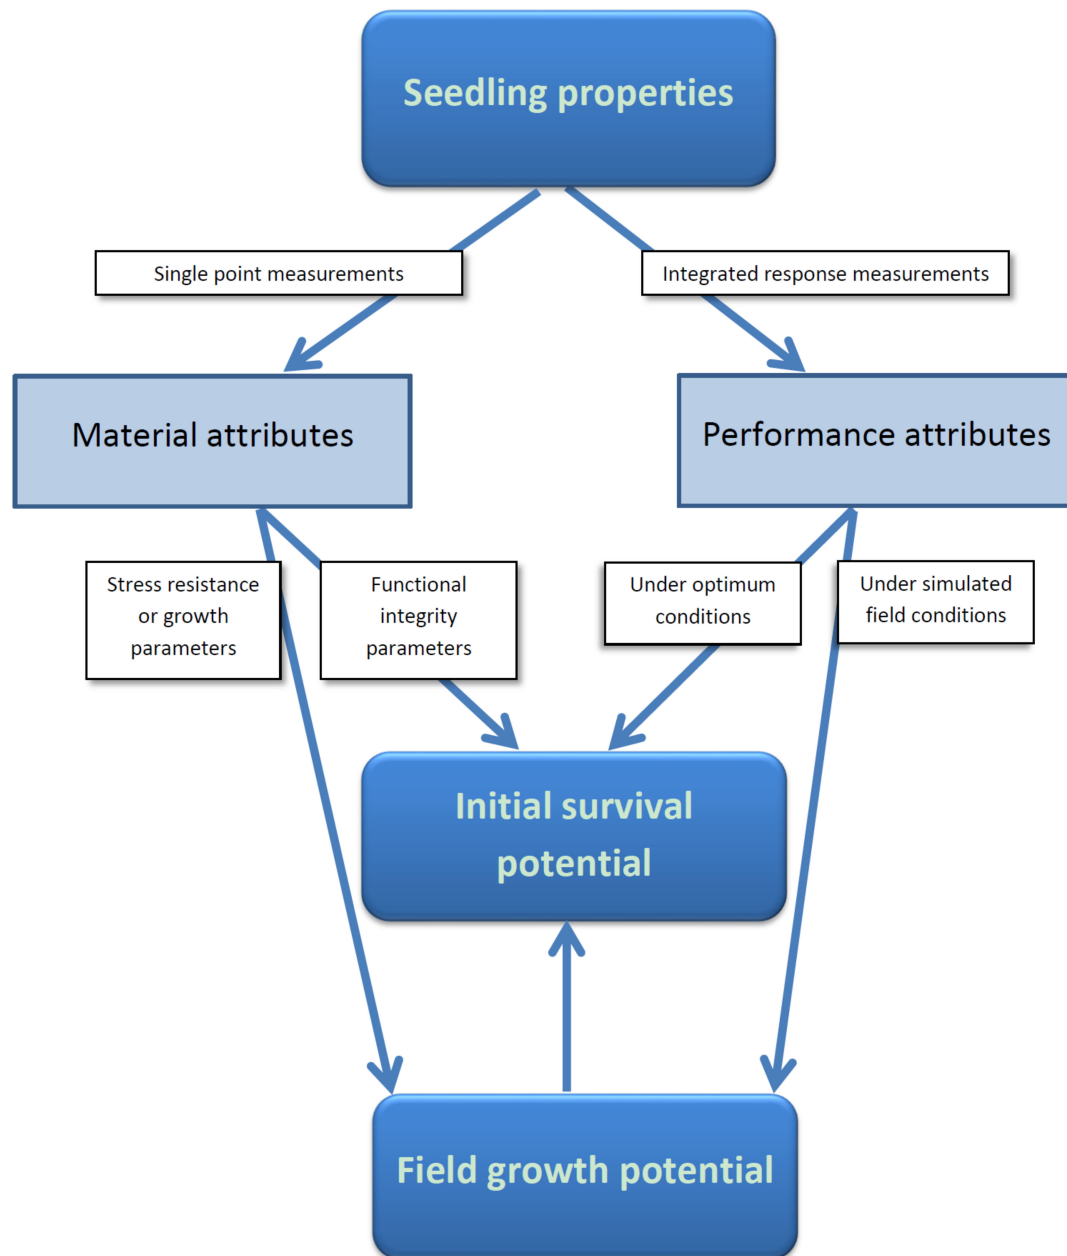 Seedling properties
Single point measurements
Integrated response measurements
Material attributes
Performance attributes
Stress resistance
or growth
parameters
Functional
integrity
parameters
Under optimum
conditions
Under simulated
field conditions
Initial survival
potential
Field growth potential